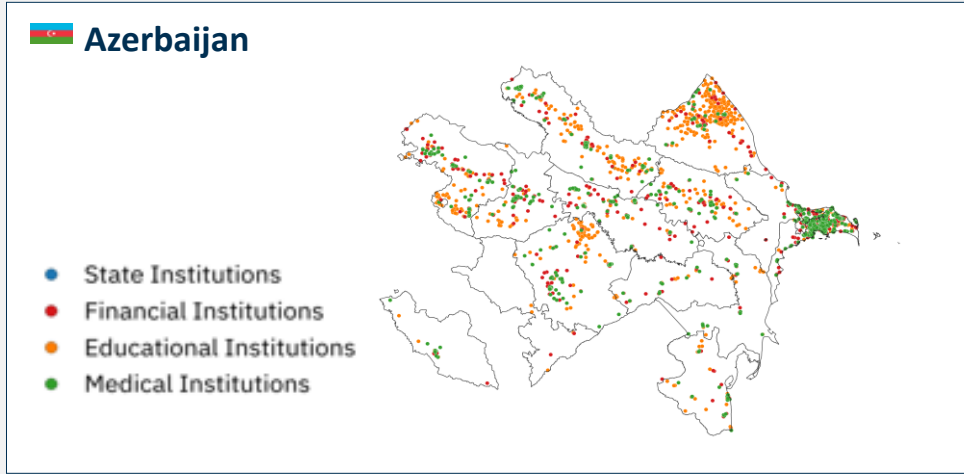 Azerbaijan
State Institutions
Financial Institutions
Educational Institutions
Medical Institutions